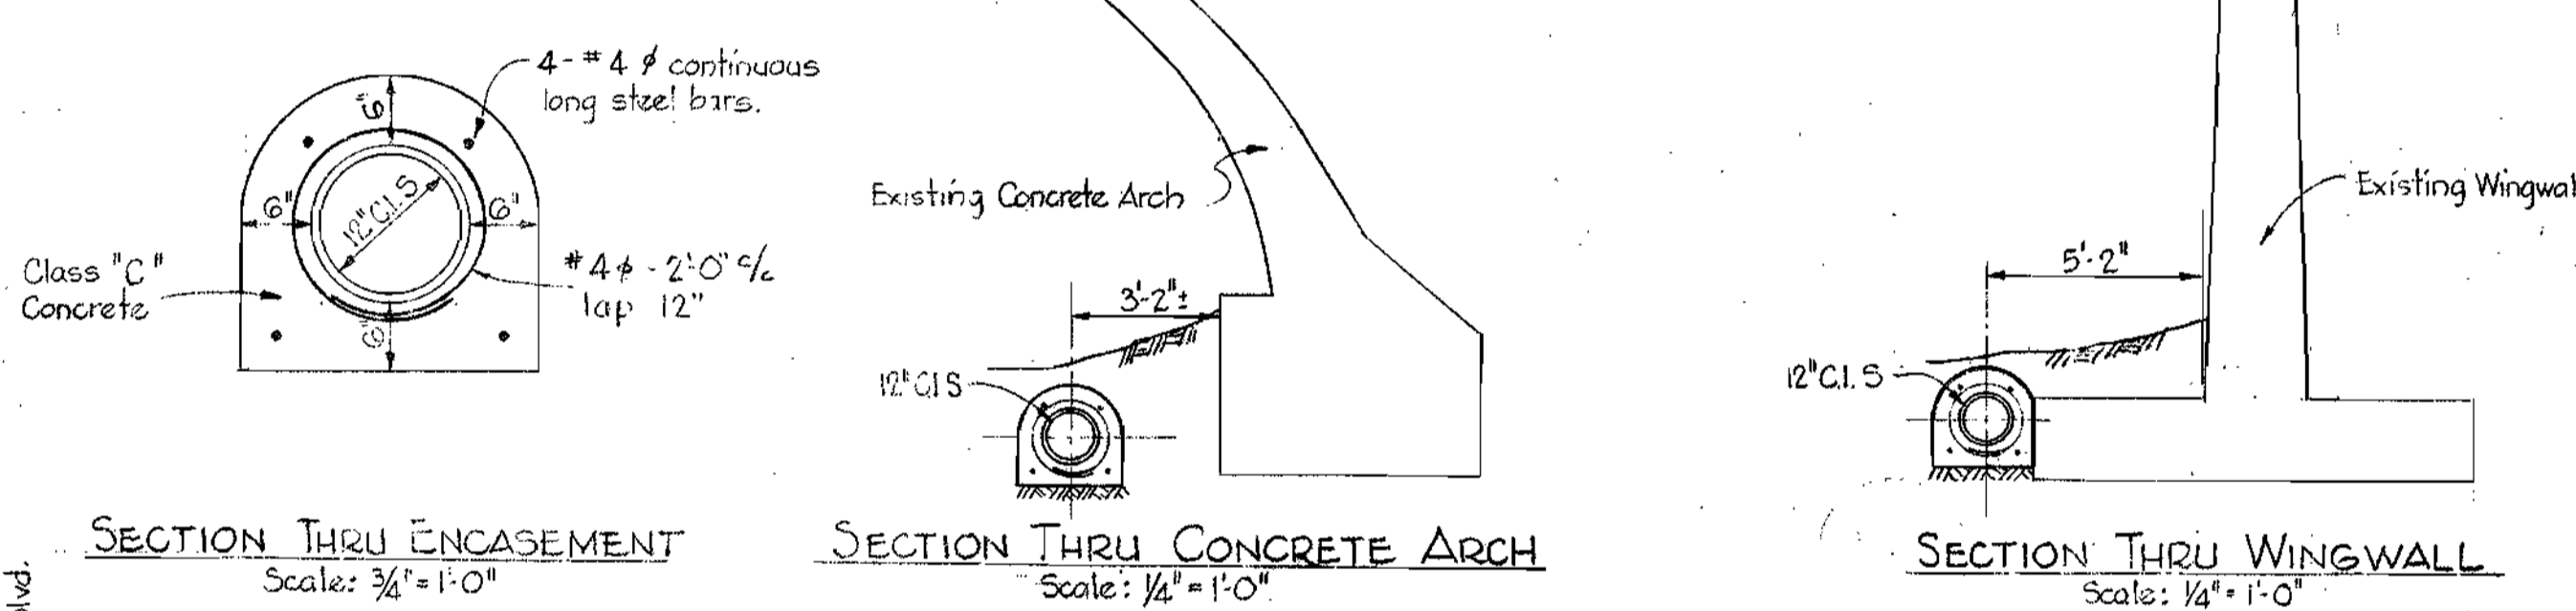 4-#4 ⌀ continuous
long steel bars.
6"
6"
12" C.I.S
6"
Class "C"
Concrete
#4⌀ - 2'-0" c/c
lap 12"
6"
SECTION THRU ENCASEMENT
Scale: 3/4" = 1'-0"
Existing Concrete Arch
3'-2"±
12" C.I.S
SECTION THRU CONCRETE ARCH
Scale: 1/4" = 1'-0"
Existing Wingwal
5'-2"
12" C.I.S
SECTION THRU WINGWALL
Scale: 1/4" = 1'-0"
lvd.